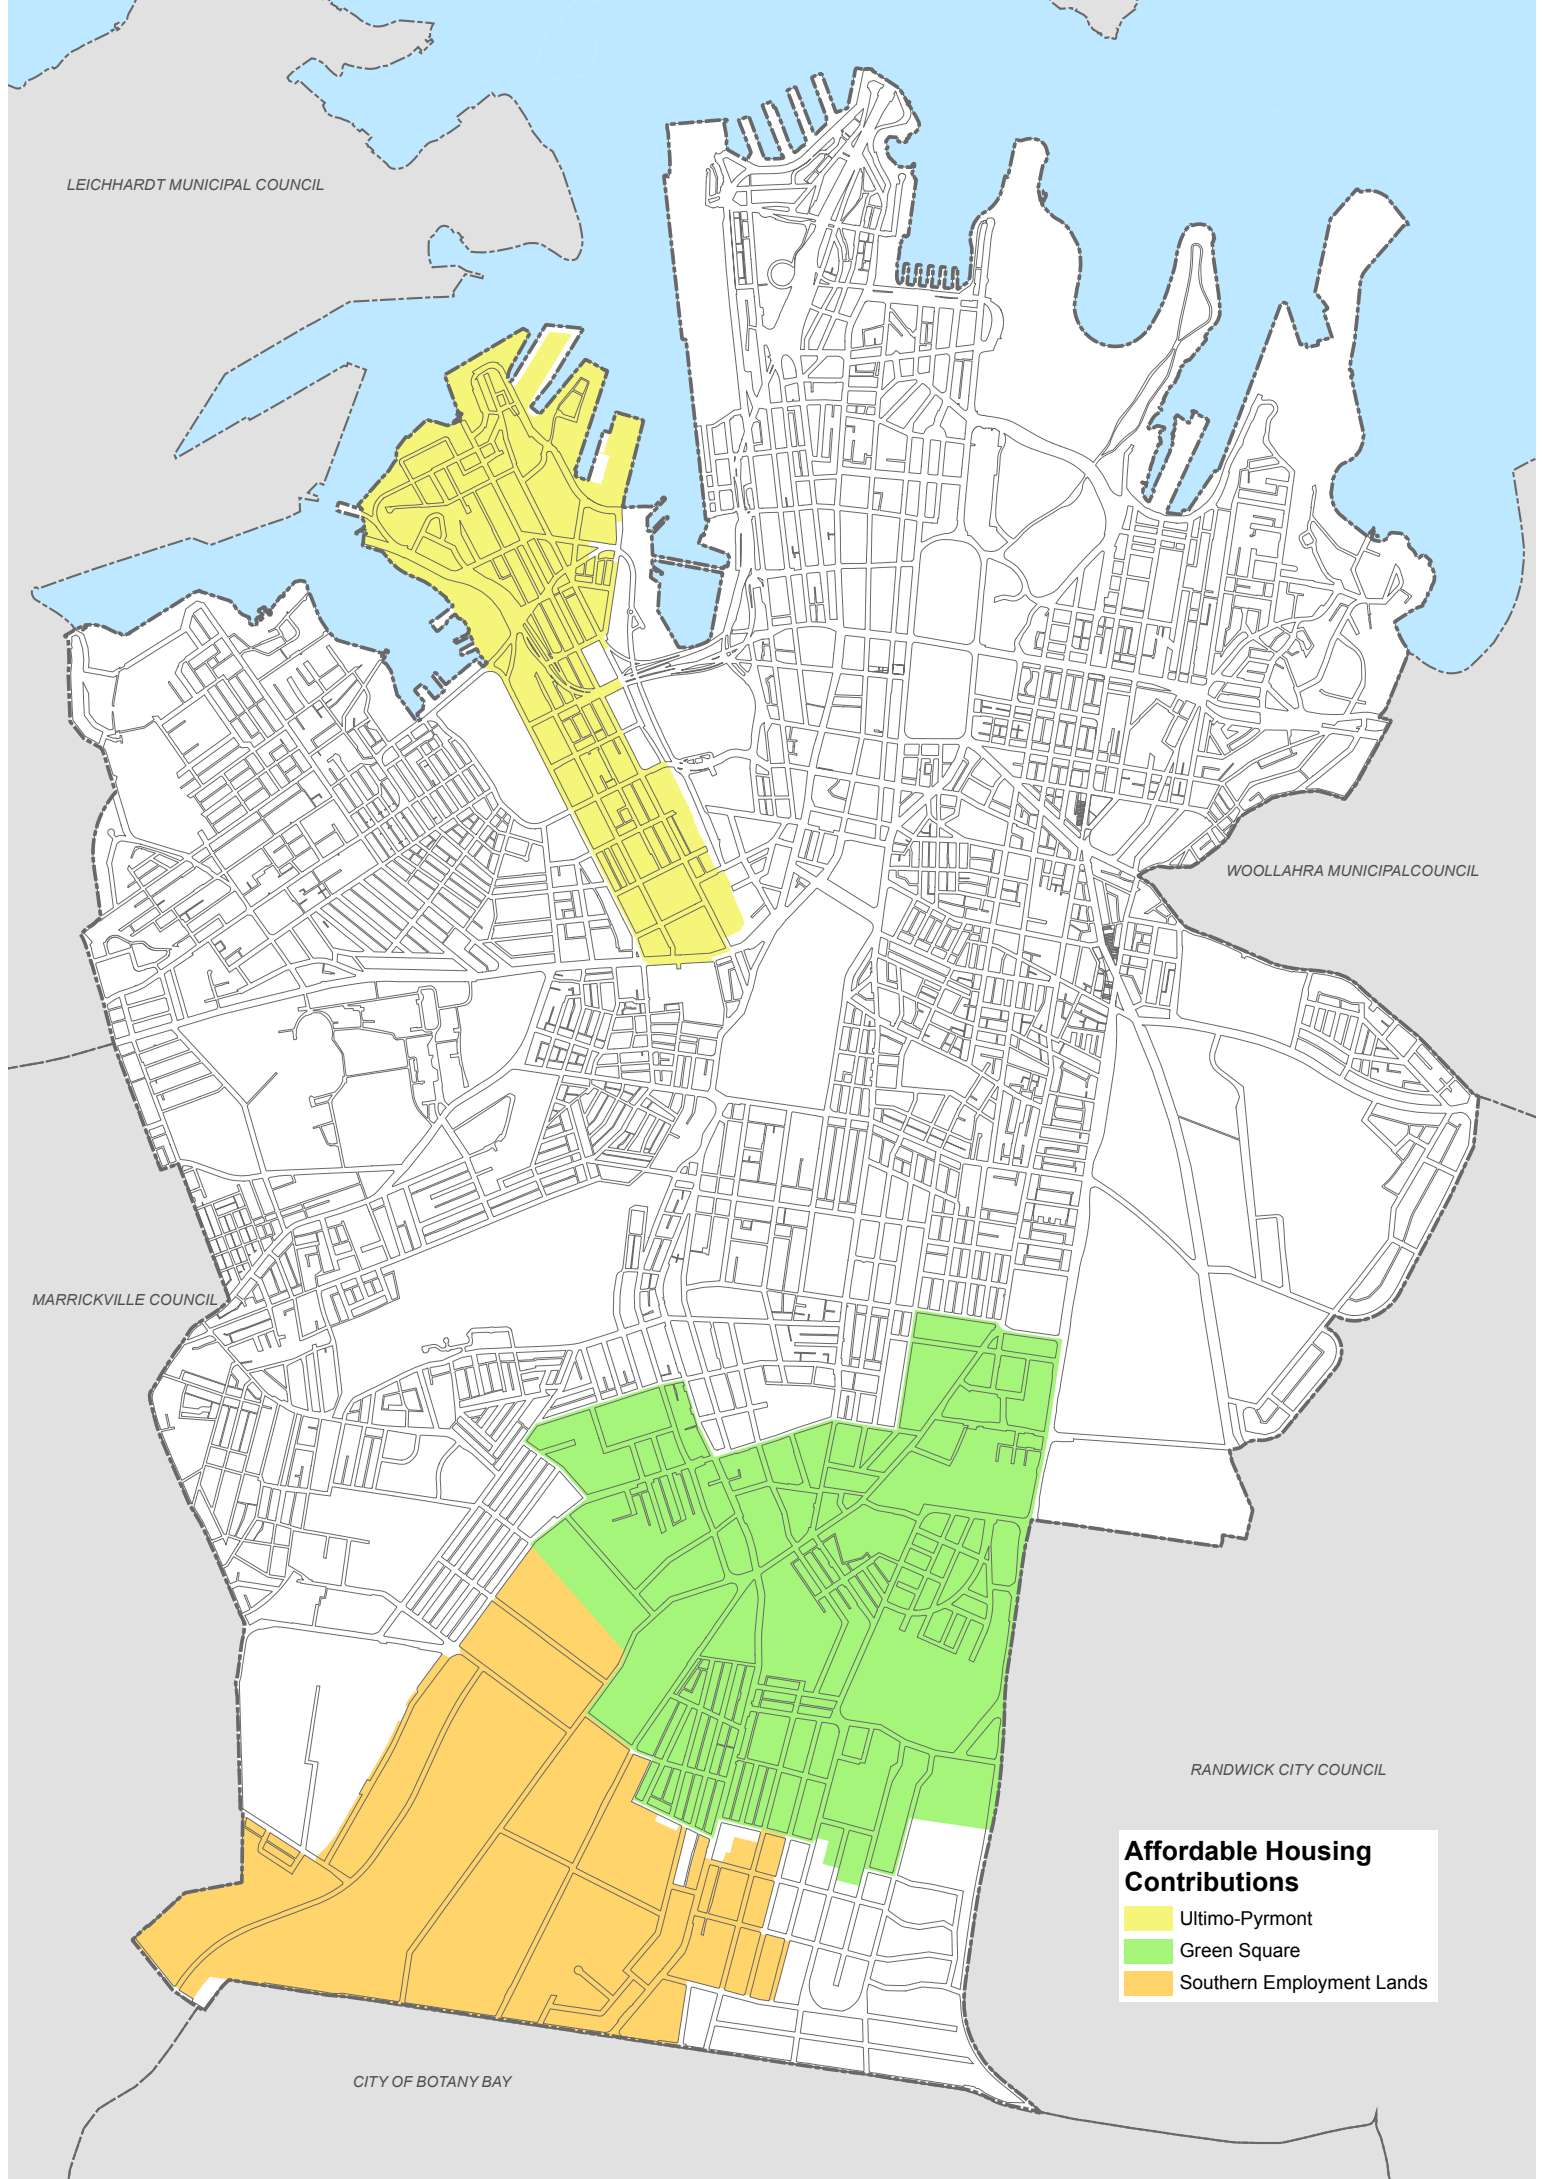 LEICHHARDT MUNICIPAL COUNCIL
WOOLLAHRA MUNICIPALCOUNCIL
MARRICKVILLE COUNCIL
RANDWICK CITY COUNCIL
Affordable Housing
Contributions
Ultimo-Pyrmont
Green Square
Southern Employment Lands
CITY OF BOTANY BAY